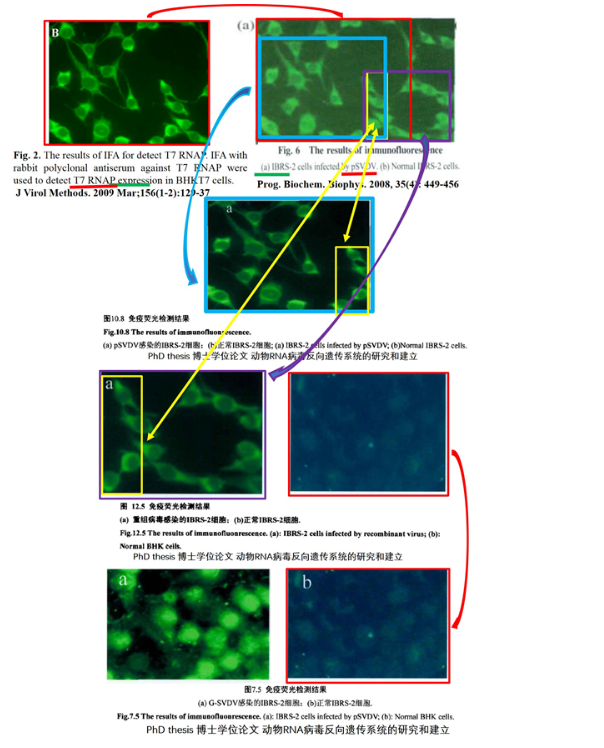 B
(a)
Fig. 6 The results of immunofluorescence
(a) IBRS-2 cells infected by pSVDV. (b) Normal IBRS-2 cells.
Fig. 2. The results of IFA for detect T7 RNAP. IFA with
rabbit polyclonal antiserum against T7 RNAP were
used to detect T7 RNAP expression in BHKT7 cells.
J Virol Methods. 2009 Mar;156(1-2):129-37
Prog. Biochem. Biophys. 2008, 35(4): 449-456
a
图10.8 免疫荧光检测结果
Fig.10.8 The results of immunofluonrescence.
(a) pSVDV感染的IBRS-2细胞; (b)正常IBRS-2细胞; (a) IBRS-2 cells infected by pSVDV; (b)Normal IBRS-2 cells.
PhD thesis 博士学位论文 动物RNA病毒反向遗传系统的研究和建立
a
图 12.5 免疫荧光检测结果
(a) 重组病毒感染的IBRS-2细胞; (b)正常IBRS-2细胞.
Fig.12.5 The results of immunofluonrescence. (a): IBRS-2 cells infected by recombinant virus; (b):
Normal BHK cells.
PhD thesis 博士学位论文 动物RNA病毒反向遗传系统的研究和建立
a
b
图7.5 免疫荧光检测结果
(a) G-SVDV感染的IBRS-2细胞; (b)正常IBRS-2细胞.
Fig.7.5 The results of immunofluonrescence. (a): IBRS-2 cells infected by pSVDV; (b): Normal BHK cells.
PhD thesis 博士学位论文 动物RNA病毒反向遗传系统的研究和建立